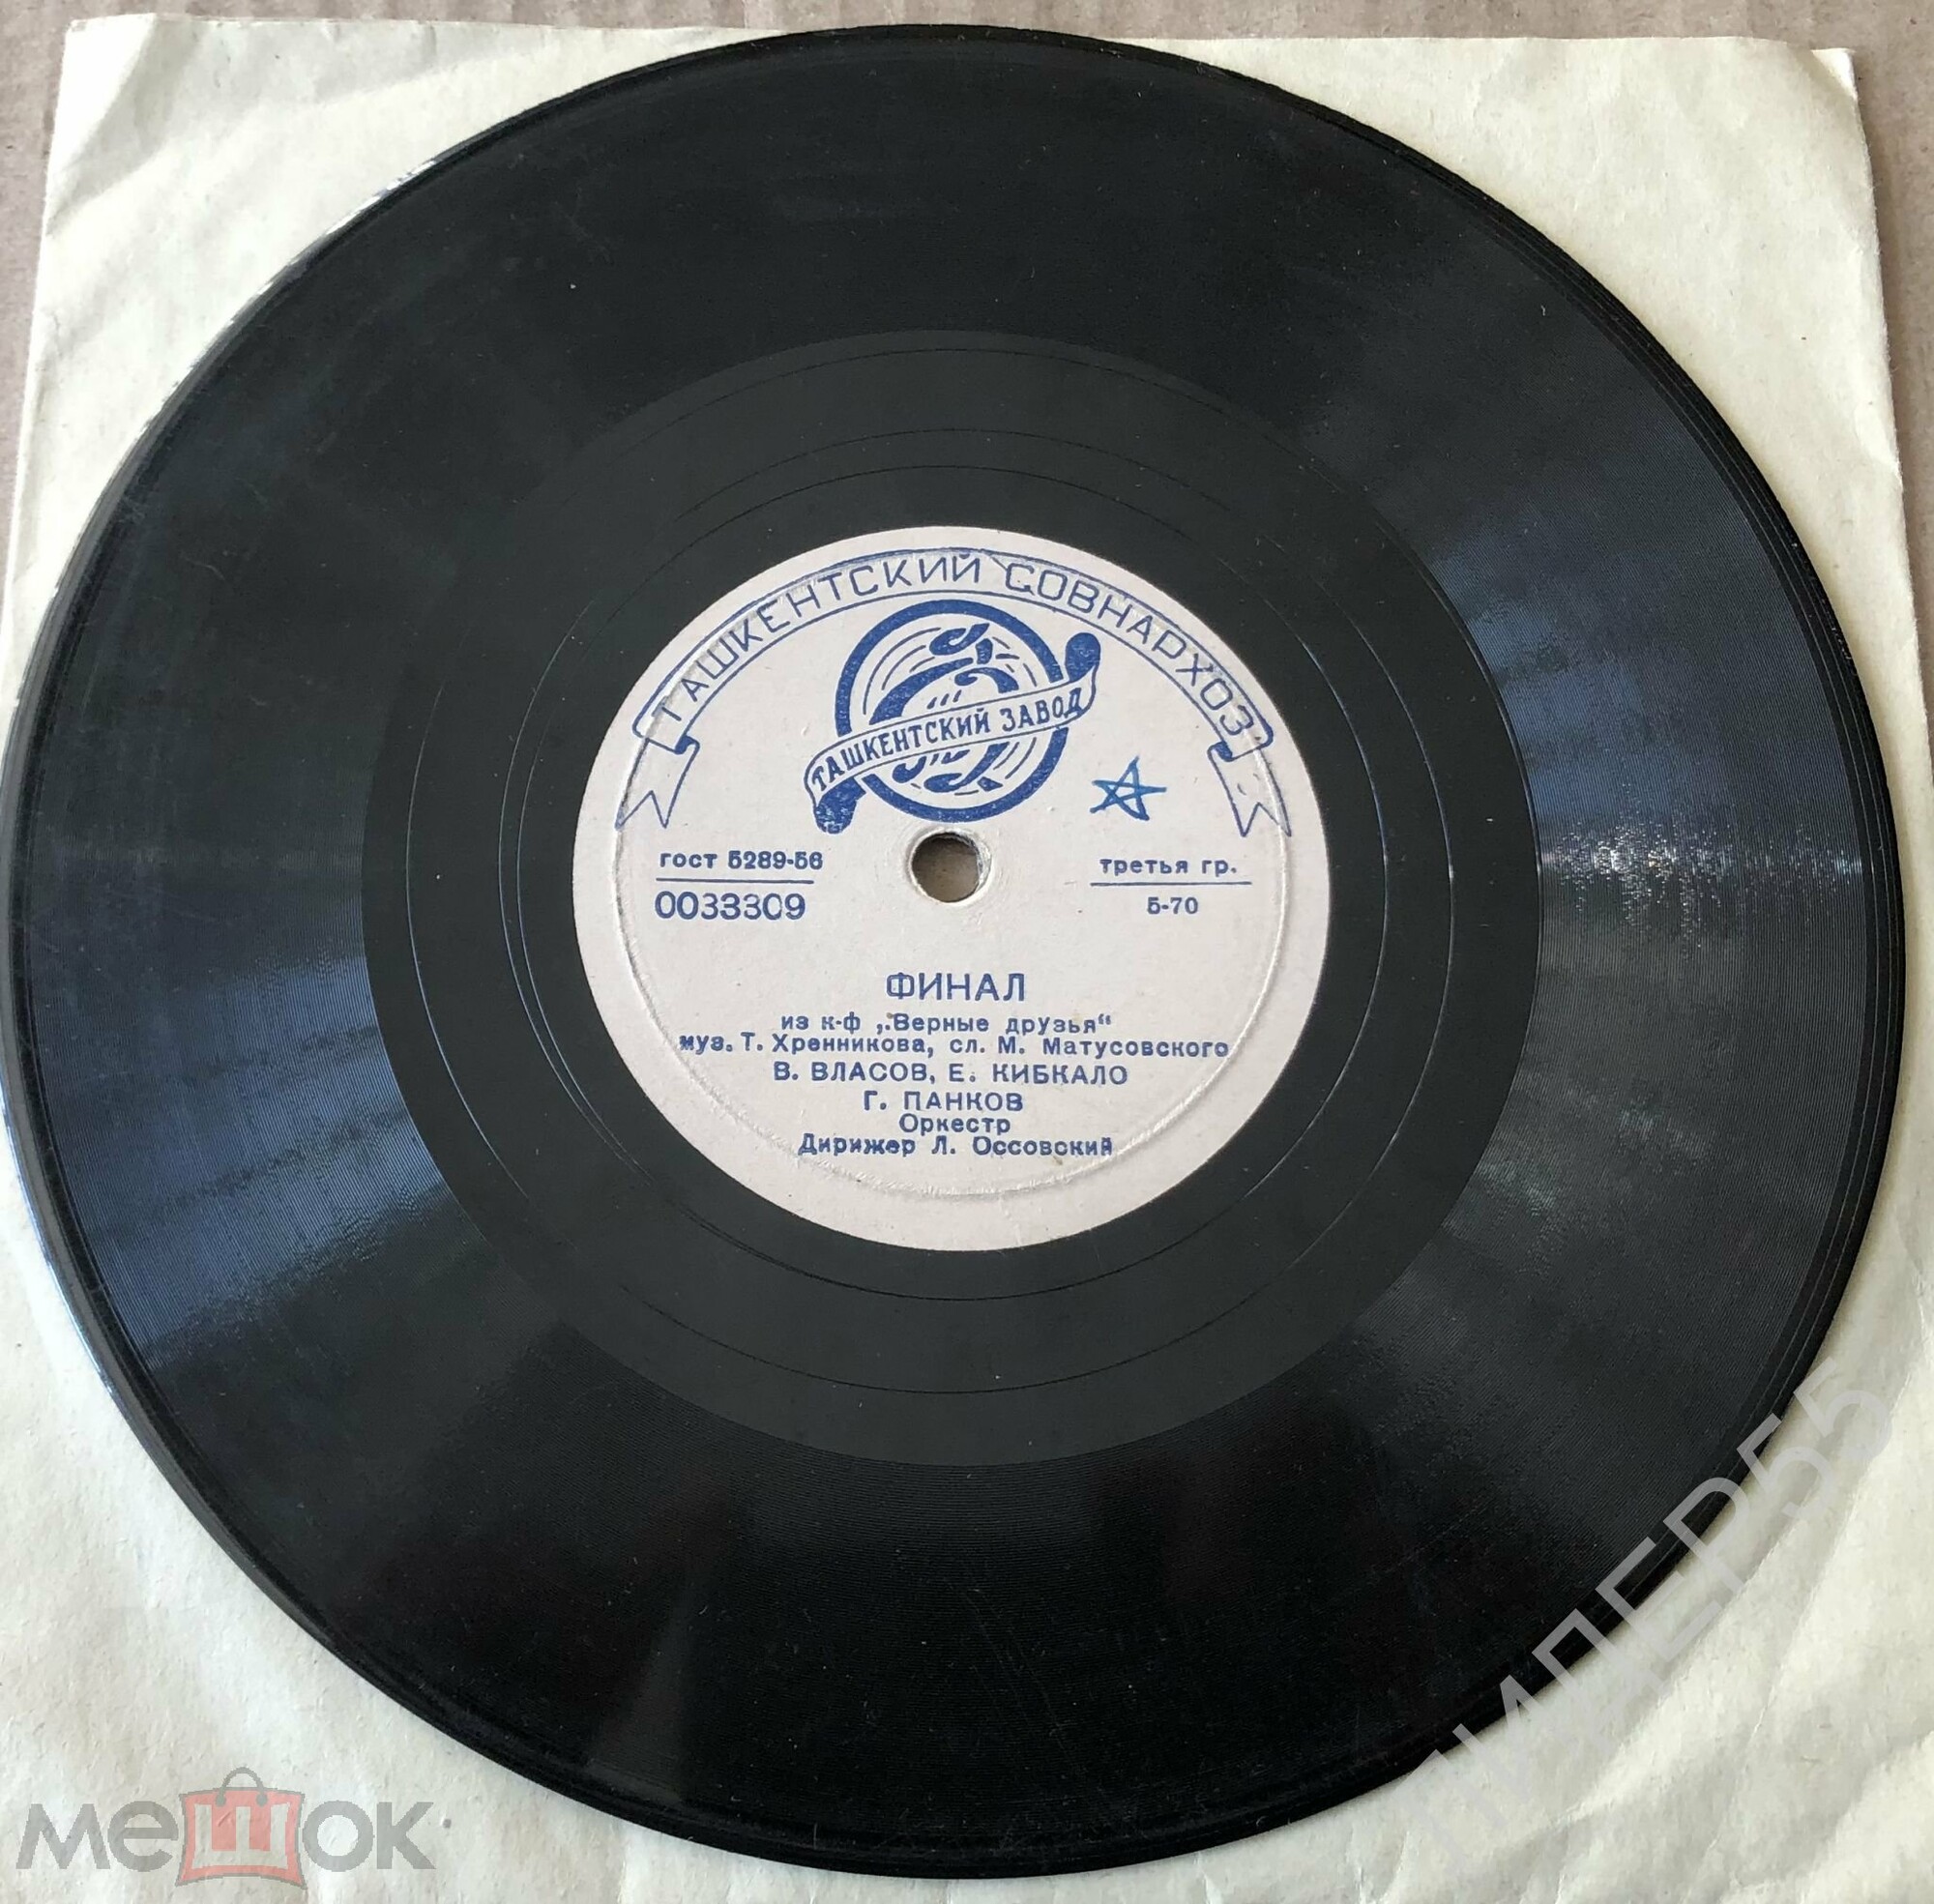 ТАШКЕНТСКИЙ СОВНАРХОЗ
ТАШКЕНТСКИЙ ЗАВОД
гост 5289-56
0033309
третья гр.
5-70
ФИНАЛ
из к-ф „Верные друзья“
муз. Т. Хренникова, сл. М. Матусовского
В. ВЛАСОВ, Е. КИБКАЛО
Г. ПАНКОВ
Оркестр
Дирижер Л. Оссовский
мешок
ЛИДЕР55